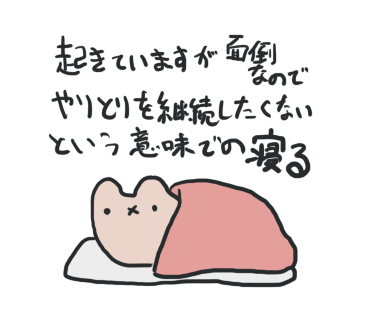 起きていますが面倒なので
やりとりを継続したくない
という意味での寝る